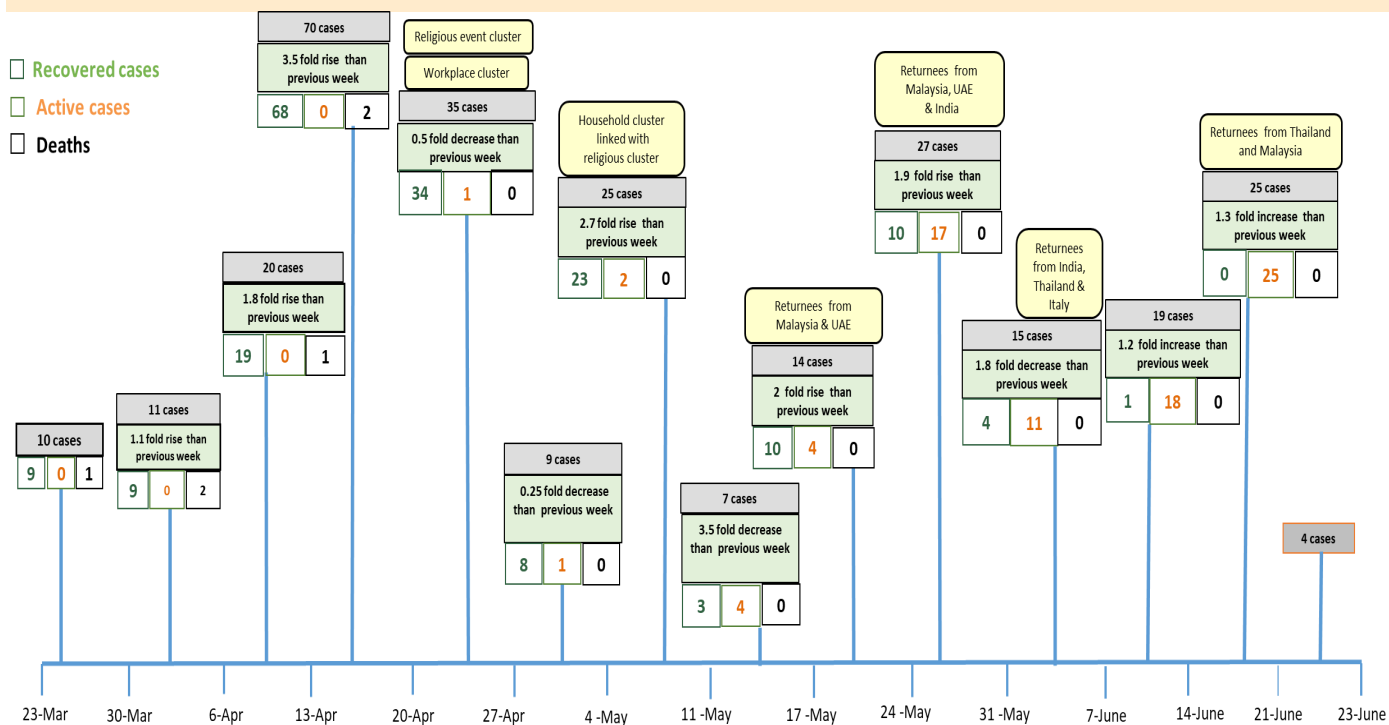 Recovered cases
Active cases
Deaths
10 cases
9 0 1
11 cases
1.1 fold rise than
previous week
9 0 2
20 cases
1.8 fold rise than
previous week
19 0 1
70 cases
3.5 fold rise than
previous week
68 0 2
Religious event cluster
Workplace cluster
35 cases
0.5 fold decrease than
previous week
34 1 0
9 cases
0.25 fold decrease
than previous week
8 1 0
Household cluster
linked with
religious cluster
25 cases
2.7 fold rise than
previous week
23 2 0
7 cases
3.5 fold decrease
than previous week
3 4 0
Returnees from
Malaysia & UAE
14 cases
2 fold rise than
previous week
10 4 0
Returnees from
Malaysia, UAE
& India
27 cases
1.9 fold rise than
previous week
10 17 0
Returnees
from India,
Thailand &
Italy
15 cases
1.8 fold decrease than
previous week
4 11 0
19 cases
1.2 fold increase than
previous week
1 18 0
Returnees from Thailand
and Malaysia
25 cases
1.3 fold increase than
previous week
0 25 0
4 cases
23-Mar 30-Mar 6-Apr 13-Apr 20-Apr 27-Apr 4 -May 11 -May 17 -May 24 -May 31 -May 7-June 14-June 21-June 23-June